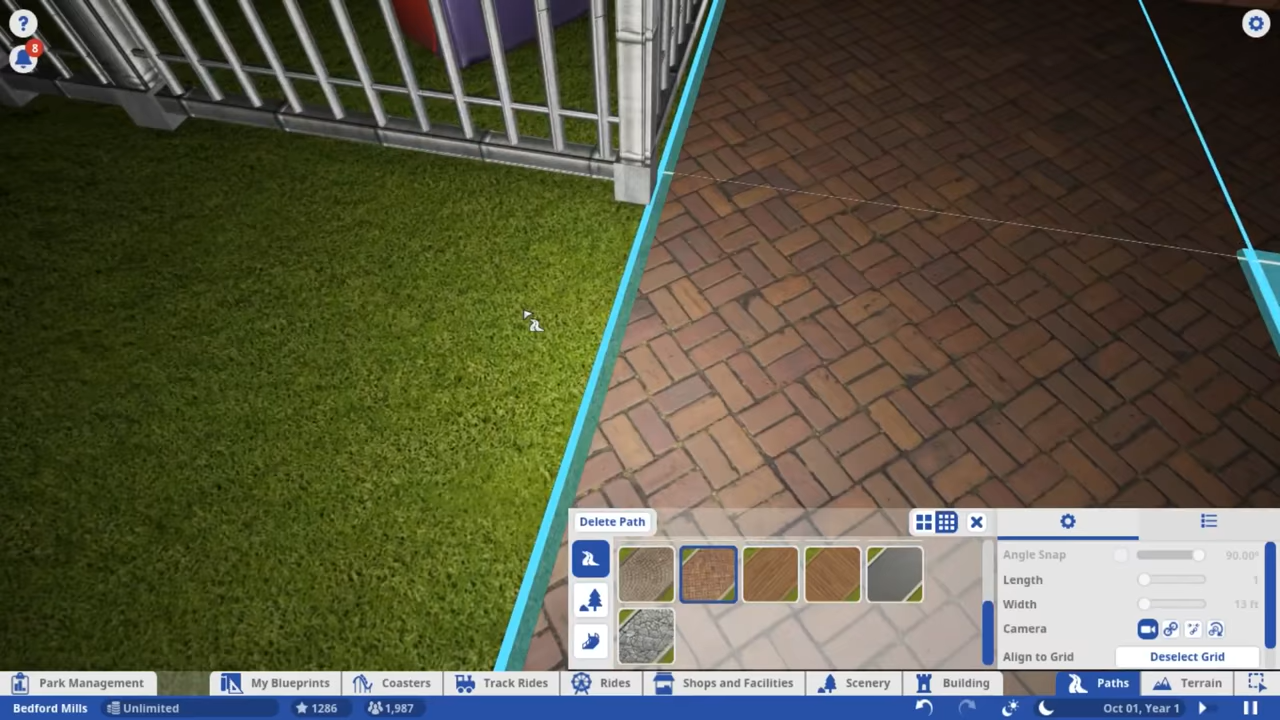 ?
8
Delete Path
Angle Snap 90.00°
Length 1
Width 13 ft
Camera
Align to Grid Deselect Grid
Park Management My Blueprints Coasters Track Rides Rides Shops and Facilities Scenery Building Paths Terrain
Bedford Mills Unlimited 1286 1,987 Oct 01, Year 1